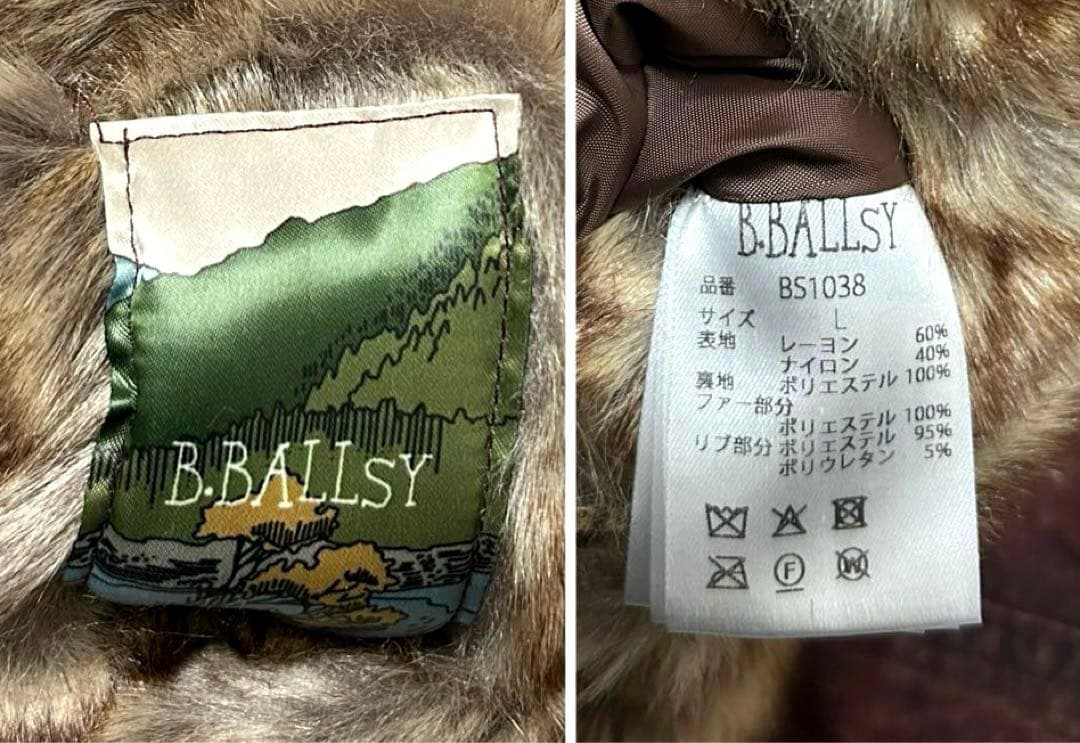 B.BALLSY
B.BALLSY
品番 BS1038
サイズ L
表地 レーヨン 60%
ナイロン 40%
裏地 ポリエステル 100%
ファー部分
ポリエステル 100%
リブ部分 ポリエステル 95%
ポリウレタン 5%
F W